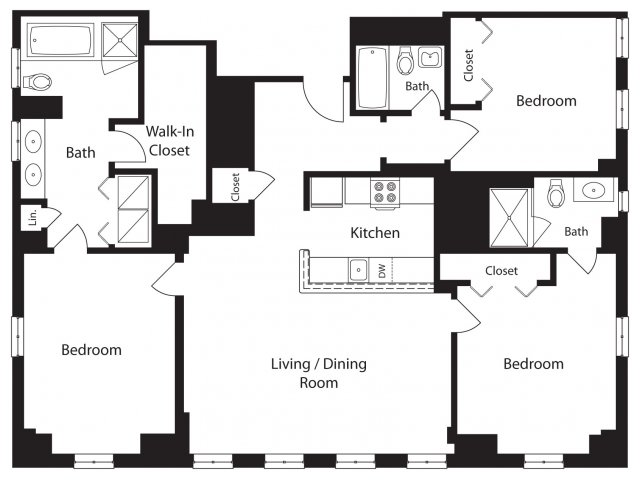 Closet
Bath
Bedroom
Walk-In
Closet
Bath
Closet
Lin.
Kitchen
Bath
DW
Closet
Bedroom
Living / Dining
Room
Bedroom